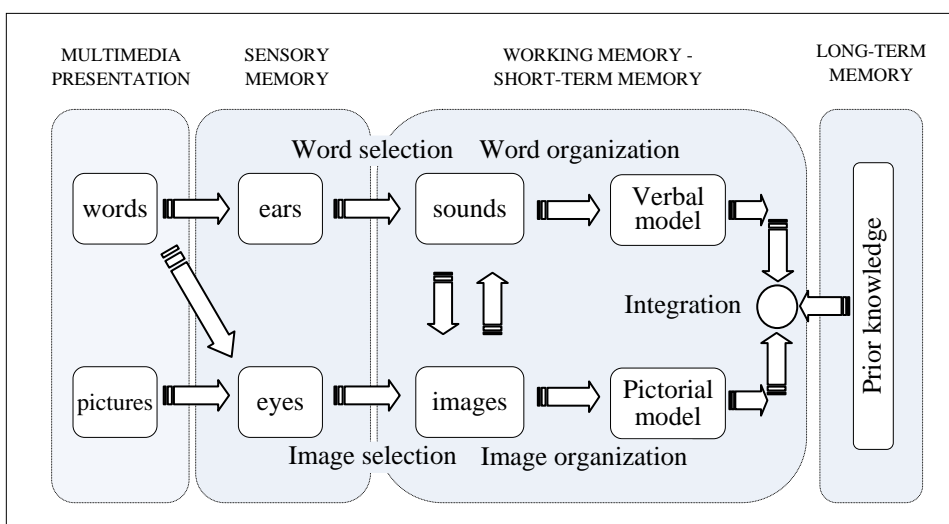 MULTIMEDIA
PRESENTATION
SENSORY
MEMORY
WORKING MEMORY -
SHORT-TERM MEMORY
LONG-TERM
MEMORY
Word selection
Word organization
words
ears
sounds
Verbal
model
Integration
Prior knowledge
pictures
eyes
images
Pictorial
model
Image selection
Image organization